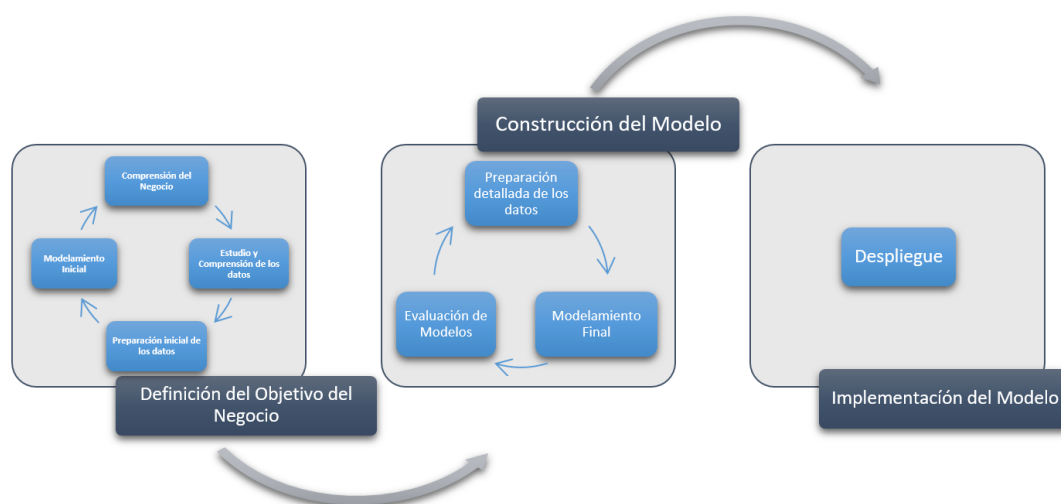 Construcción del Modelo
Comprensión del
Negocio
Estudio y
Comprensión de los
datos
Preparación inicial de
los datos
Modelamiento
Inicial
Definición del Objetivo del
Negocio
Preparación
detallada de los
datos
Modelamiento
Final
Evaluación de
Modelos
Despliegue
Implementacíón del Modelo